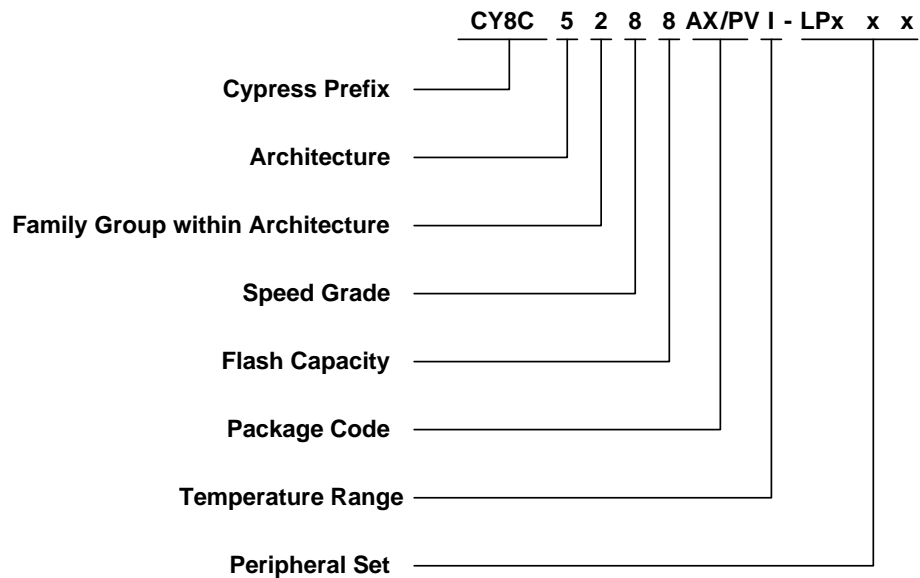 CY8C 5 2 8 8 AX/PV I - LPx x x
Cypress Prefix
Architecture
Family Group within Architecture
Speed Grade
Flash Capacity
Package Code
Temperature Range
Peripheral Set